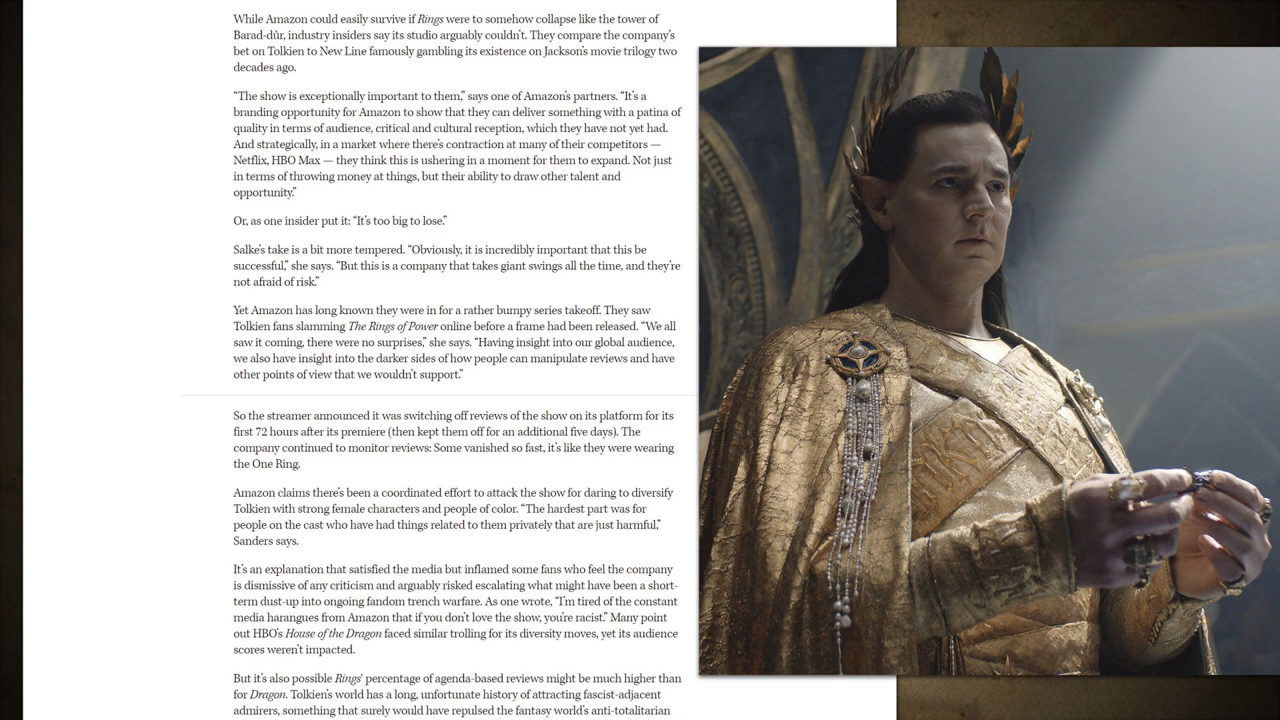 While Amazon could easily survive if Rings were to somehow collapse like the tower of
Barad-dûr, industry insiders say its studio arguably couldn’t. They compare the company’s
bet on Tolkien to New Line famously gambling its existence on Jackson’s movie trilogy two
decades ago.
“The show is exceptionally important to them,” says one of Amazon’s partners. “It’s a
branding opportunity for Amazon to show that they can deliver something with a patina of
quality in terms of audience, critical and cultural reception, which they have not yet had.
And strategically, in a market where there’s contraction at many of their competitors —
Netflix, HBO Max — they think this is ushering in a moment for them to expand. Not just
in terms of throwing money at things, but their ability to draw other talent and
opportunity.”
Or, as one insider put it: “It’s too big to lose.”
Salke’s take is a bit more tempered. “Obviously, it is incredibly important that this be
successful,” she says. “But this is a company that takes giant swings all the time, and they’re
not afraid of risk.”
Yet Amazon has long known they were in for a rather bumpy series takeoff. They saw
Tolkien fans slamming The Rings of Power online before a frame had been released. “We all
saw it coming, there were no surprises,” she says. “Having insight into our global audience,
we also have insight into the darker sides of how people can manipulate reviews and have
other points of view that we wouldn’t support.”
So the streamer announced it was switching off reviews of the show on its platform for its
first 72 hours after its premiere (then kept them off for an additional five days). The
company continued to monitor reviews: Some vanished so fast, it’s like they were wearing
the One Ring.
Amazon claims there’s been a coordinated effort to attack the show for daring to diversify
Tolkien with strong female characters and people of color. “The hardest part was for
people on the cast who have had things related to them privately that are just harmful,”
Sanders says.
It’s an explanation that satisfied the media but inflamed some fans who feel the company
is dismissive of any criticism and arguably risked escalating what might have been a short-
term dust-up into ongoing fandom trench warfare. As one wrote, “I’m tired of the constant
media harangues from Amazon that if you don’t love the show, you’re racist.” Many point
out HBO’s House of the Dragon faced similar trolling for its diversity moves, yet its audience
scores weren’t impacted.
But it’s also possible Rings’ percentage of agenda-based reviews might be much higher than
for Dragon. Tolkien’s world has a long, unfortunate history of attracting fascist-adjacent
admirers, something that surely would have repulsed the fantasy world’s anti-totalitarian